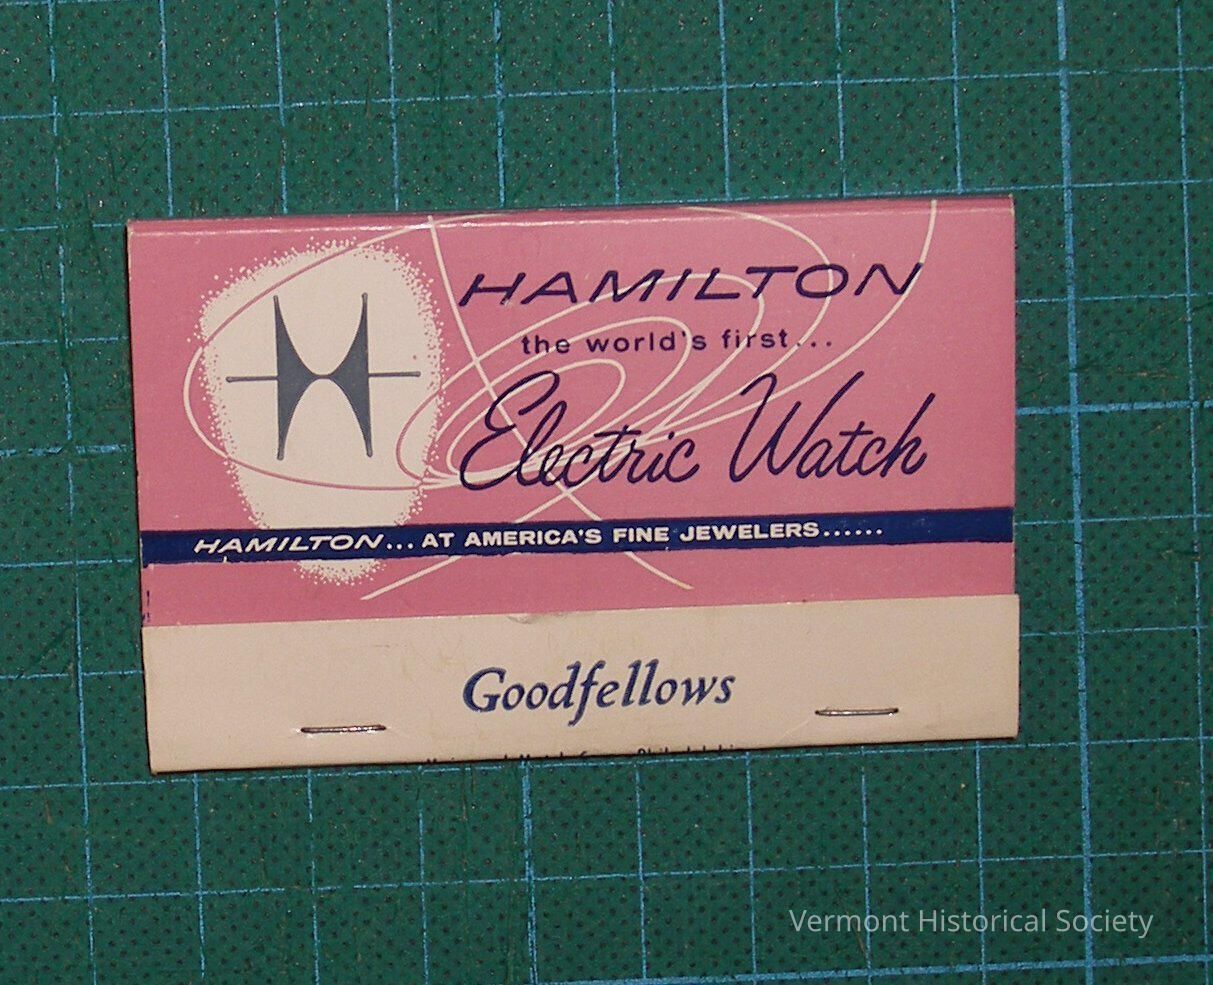 HAMILTON
the world's first...
Electric Watch
HAMILTON... AT AMERICA'S FINE JEWELERS......
Goodfellows
Vermont Historical Society